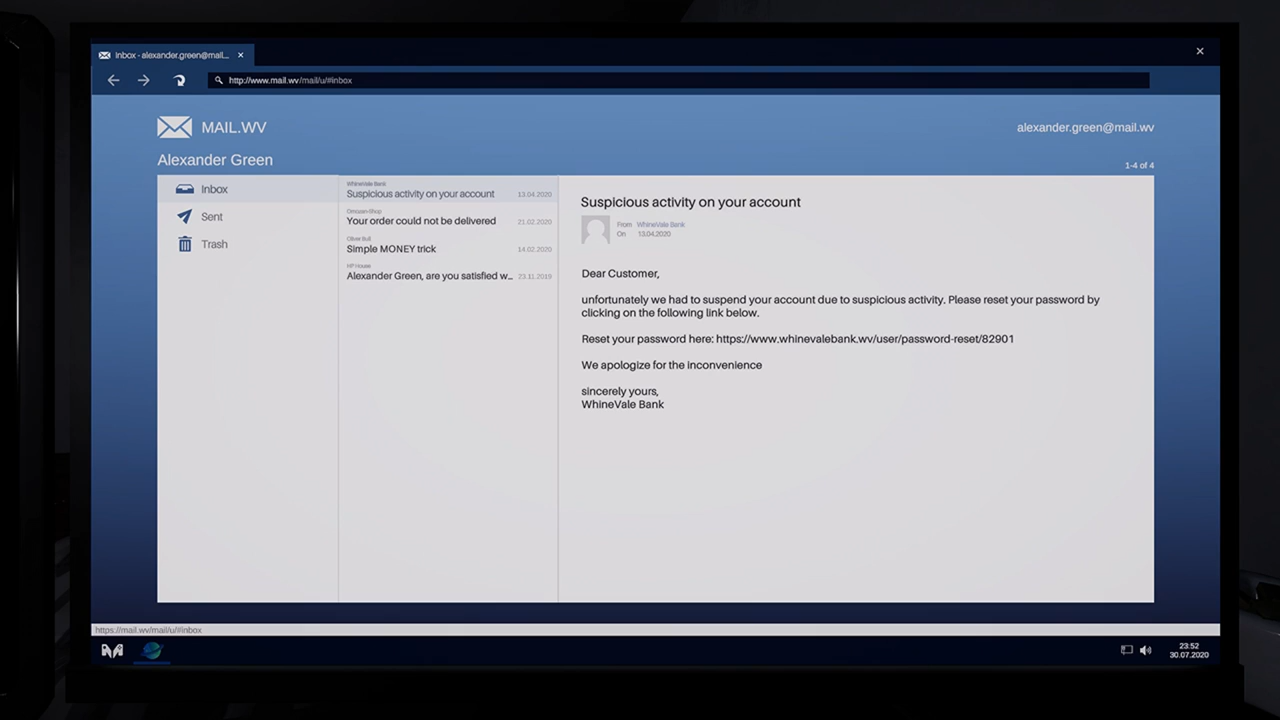 Inbox - alexander.green@mail...
http://www.mail.wv/mail/u/#inbox
MAIL.WV
alexander.green@mail.wv
Alexander Green
1-4 of 4
Inbox
Sent
Trash
WhineVale Bank
Suspicious activity on your account 13.04.2020
Your order could not be delivered 21.02.2020
Simple MONEY trick 14.02.2020
Alexander Green, are you satisfied w... 23.11.2019
Suspicious activity on your account
From WhineVale Bank
On 13.04.2020
Dear Customer,
unfortunately we had to suspend your account due to suspicious activity. Please reset your password by
clicking on the following link below.
Reset your password here: https://www.whinevalebank.wv/user/password-reset/82901
We apologize for the inconvenience
sincerely yours,
WhineVale Bank
https://mail.wv/mail/u/#inbox
23:52
30.07.2020